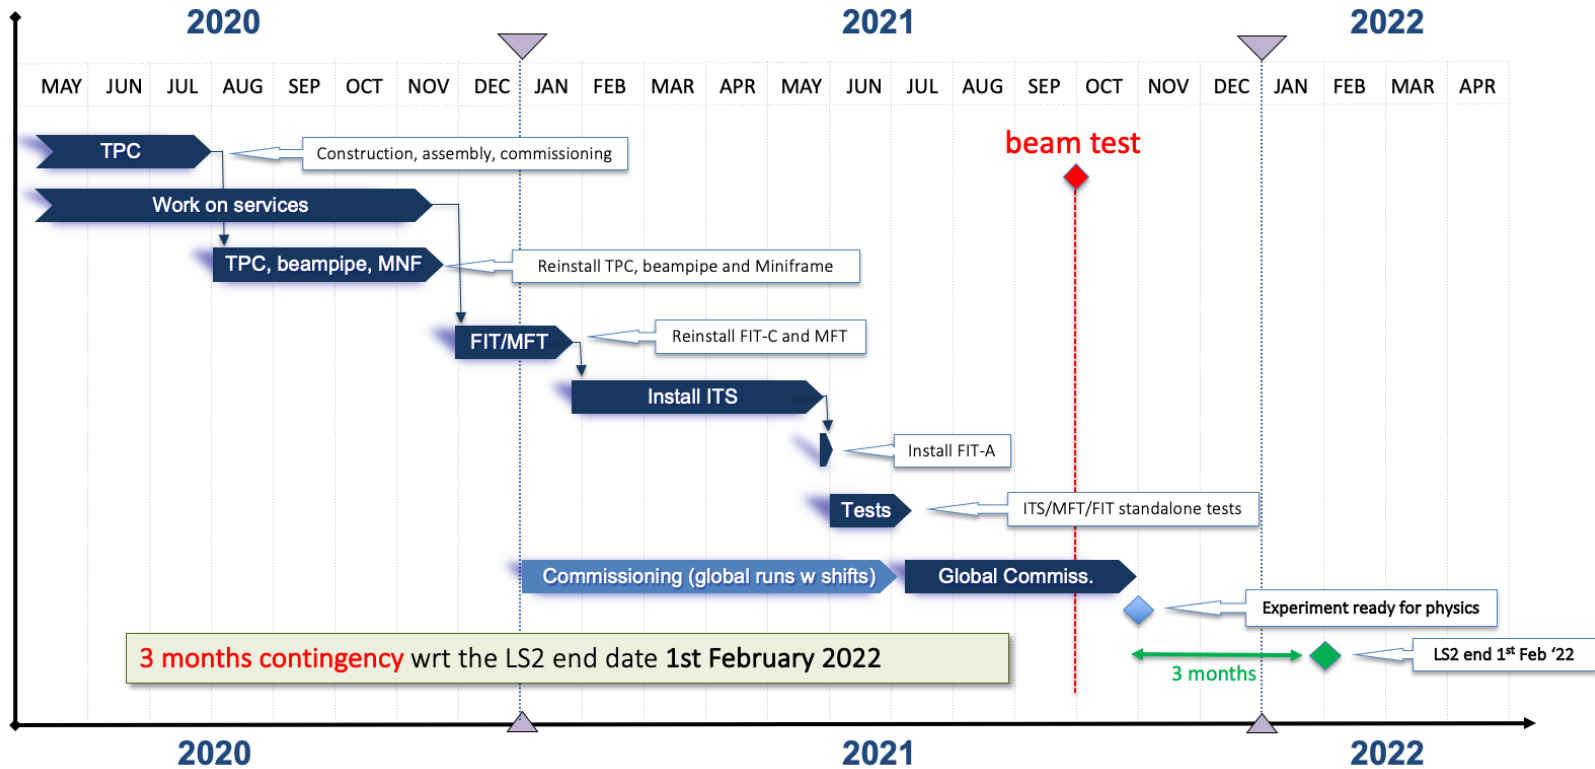 2020 2021 2022
MAY JUN JUL AUG SEP OCT NOV DEC JAN FEB MAR APR MAY JUN JUL AUG SEP OCT NOV DEC JAN FEB MAR APR
beam test
TPC
Construction, assembly, commissioning
Work on services
TPC, beampipe, MNF
Reinstall TPC, beampipe and Miniframe
FIT/MFT
Reinstall FIT-C and MFT
Install ITS
Install FIT-A
Tests
ITS/MFT/FIT standalone tests
Commissioning (global runs w shifts)
Global Commiss.
Experiment ready for physics
3 months contingency wrt the LS2 end date 1st February 2022
3 months
LS2 end 1st Feb ‘22
2020 2021 2022